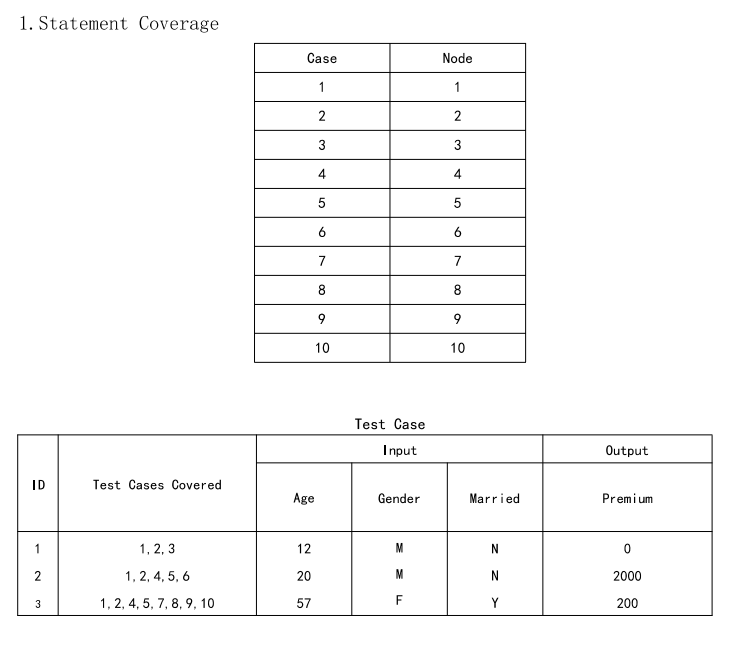 1.Statement Coverage
Case Node
1 1
2 2
3 3
4 4
5 5
6 6
7 7
8 8
9 9
10 10
Test Case
ID Test Cases Covered Input Output
Age Gender Married Premium
1 1,2,3 12 M N 0
2 1,2,4,5,6 20 M N 2000
3 1,2,4,5,7,8,9,10 57 F Y 200